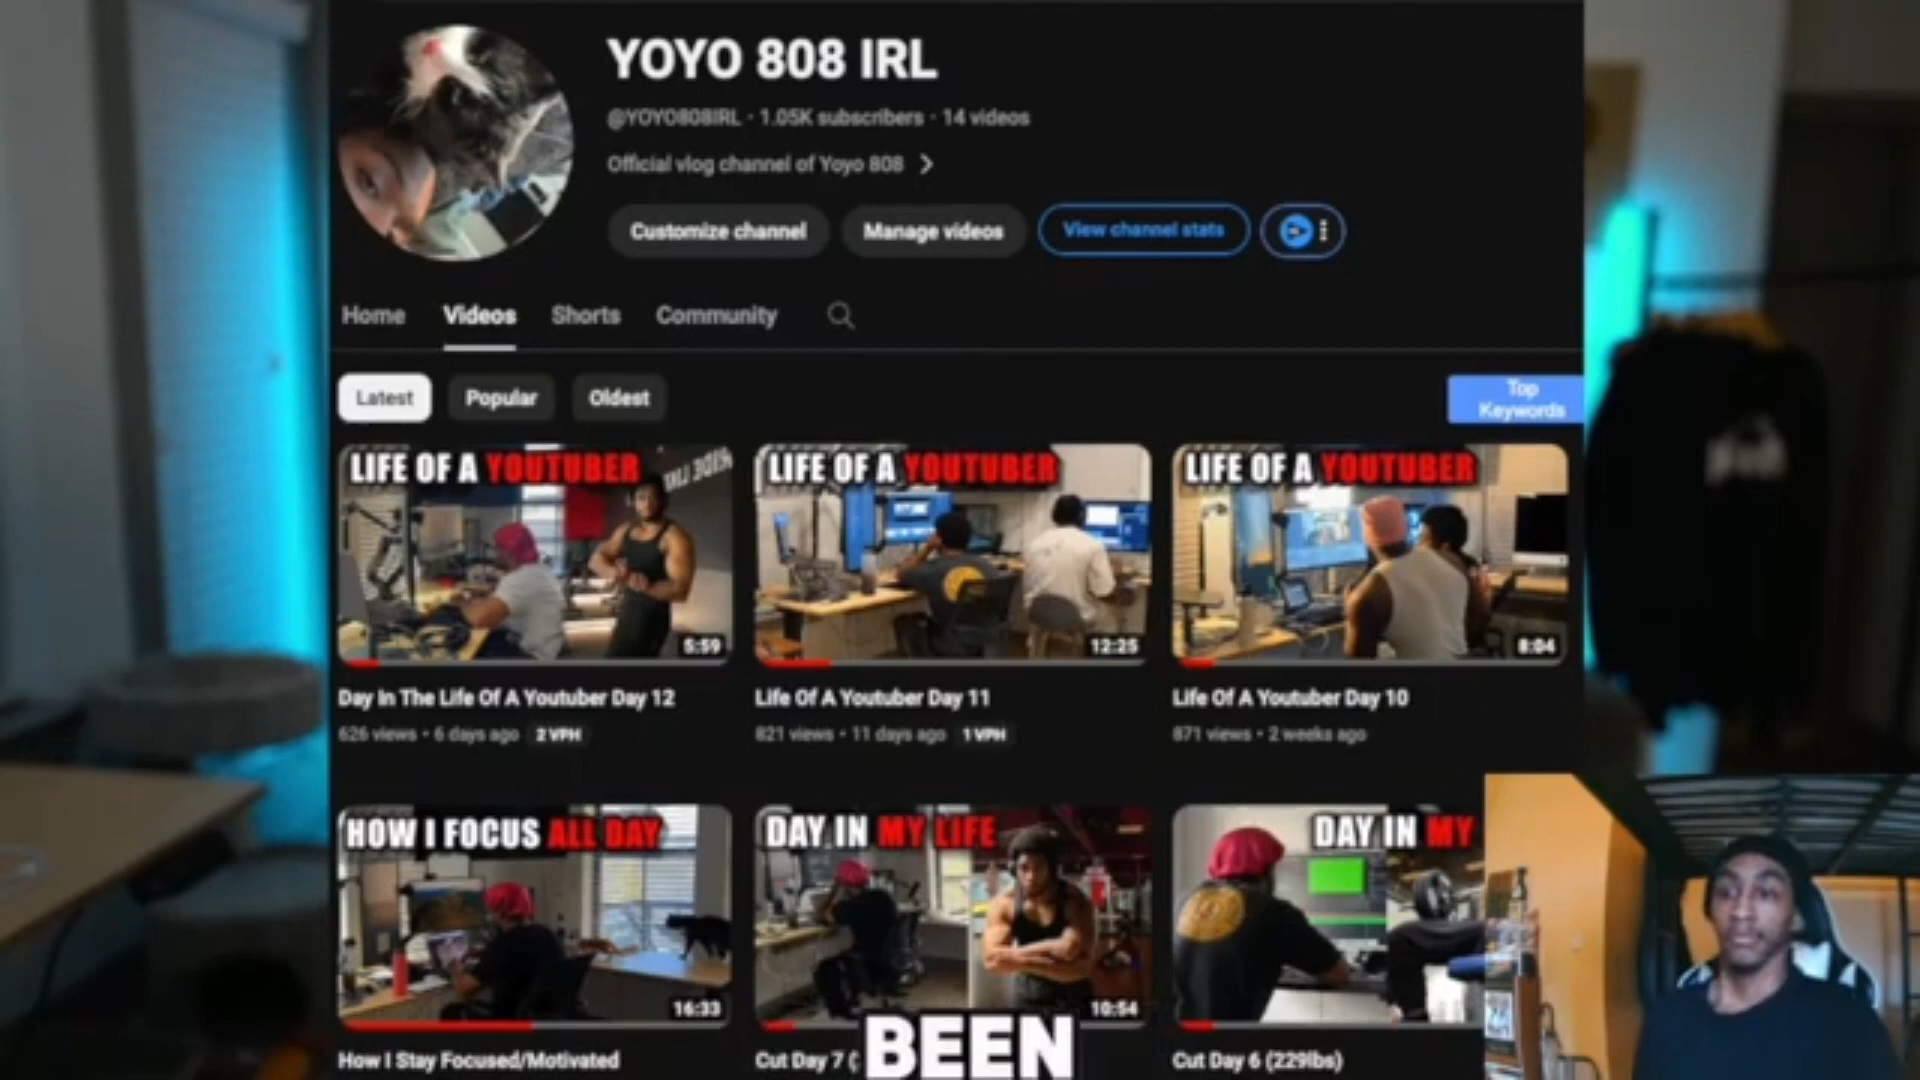 YOYO 808 IRL
@YOYO808IRL · 1.05K subscribers · 14 videos
Official vlog channel of Yoyo 808
Customize channel
Manage videos
View channel stats
Home
Videos
Shorts
Community
Latest
Popular
Oldest
Top
Keywords
LIFE OF A YOUTUBER
5:59
LIFE OF A YOUTUBER
12:25
LIFE OF A YOUTUBER
8:04
Day In The Life Of A Youtuber Day 12
626 views · 6 days ago 2 VPH
Life Of A Youtuber Day 11
821 views · 11 days ago 1 VPH
Life Of A Youtuber Day 10
871 views · 2 weeks ago
HOW I FOCUS ALL DAY
16:33
DAY IN MY LIFE
10:54
DAY IN MY
How I Stay Focused/Motivated
Cut Day 7 (
BEEN
Cut Day 6 (229lbs)